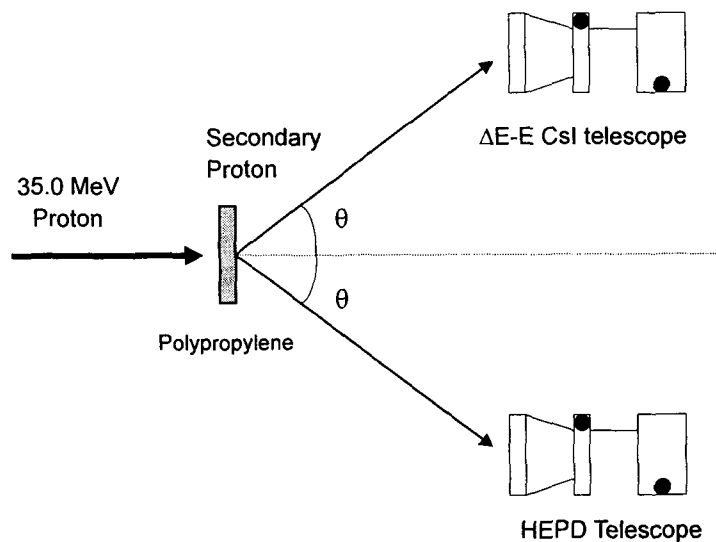 ΔE-E CsI telescope
Secondary
Proton
35.0 MeV
Proton
θ
θ
Polypropylene
HEPD Telescope